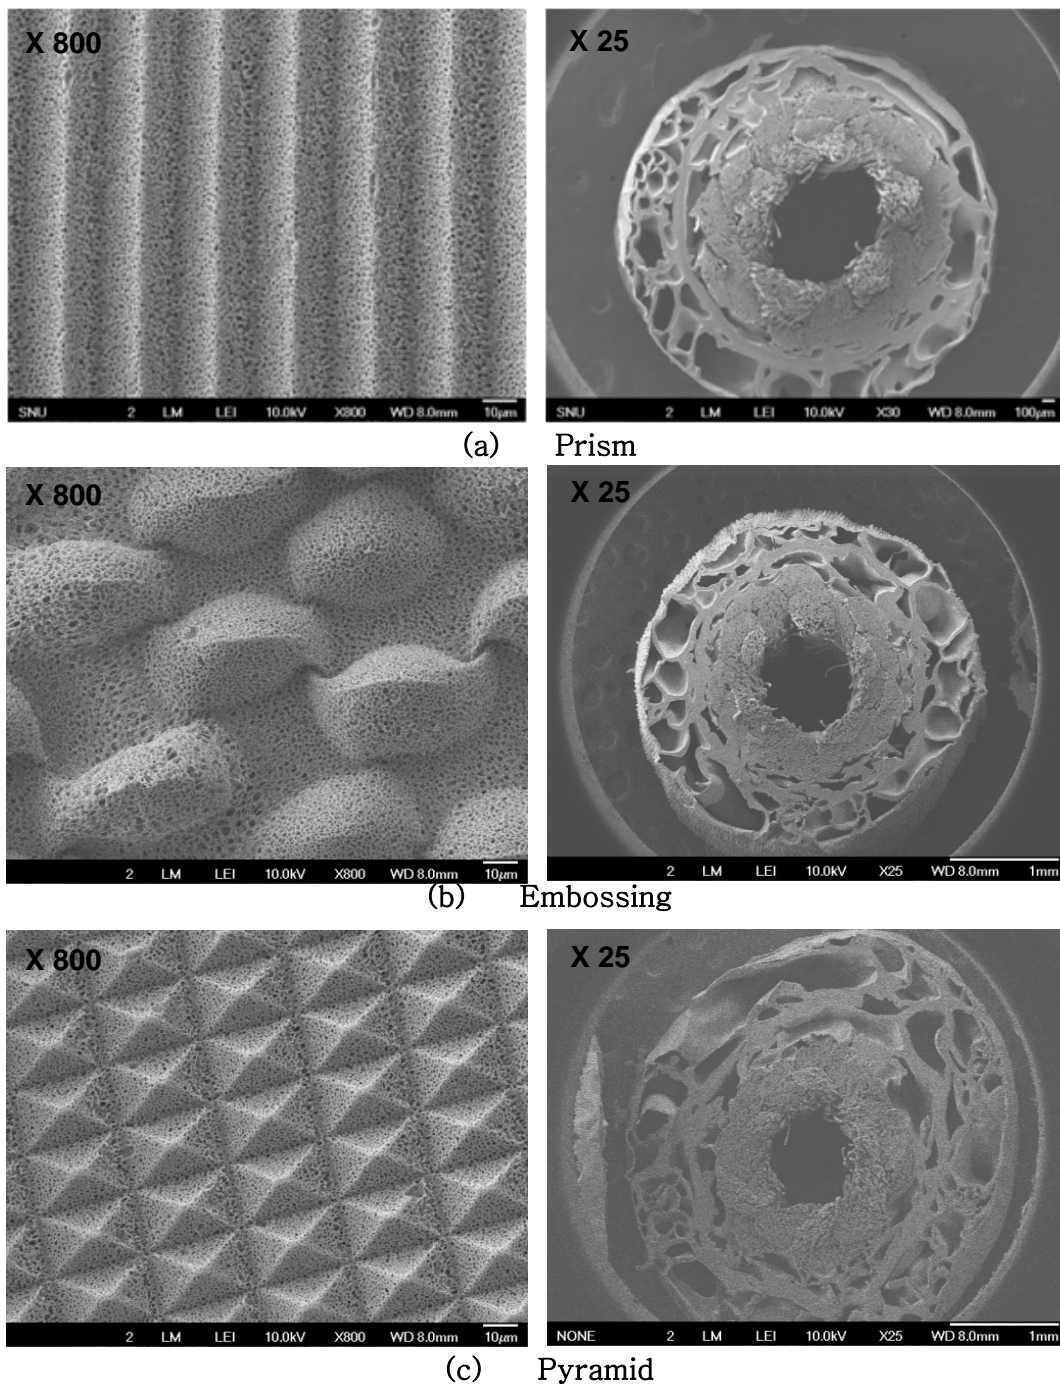 X 800
X 25
SNU 2 LM LEI 10.0kV X800 WD 8.0mm 10μm
SNU 2 LM LEI 10.0kV X30 WD 8.0mm 100μm
(a) Prism
X 800
X 25
2 LM LEI 10.0kV X800 WD 8.0mm 10μm
2 LM LEI 10.0kV X25 WD 8.0mm 1mm
(b) Embossing
X 800
X 25
2 LM LEI 10.0kV X800 WD 8.0mm 10μm
NONE 2 LM LEI 10.0kV X25 WD 8.0mm 1mm
(c) Pyramid